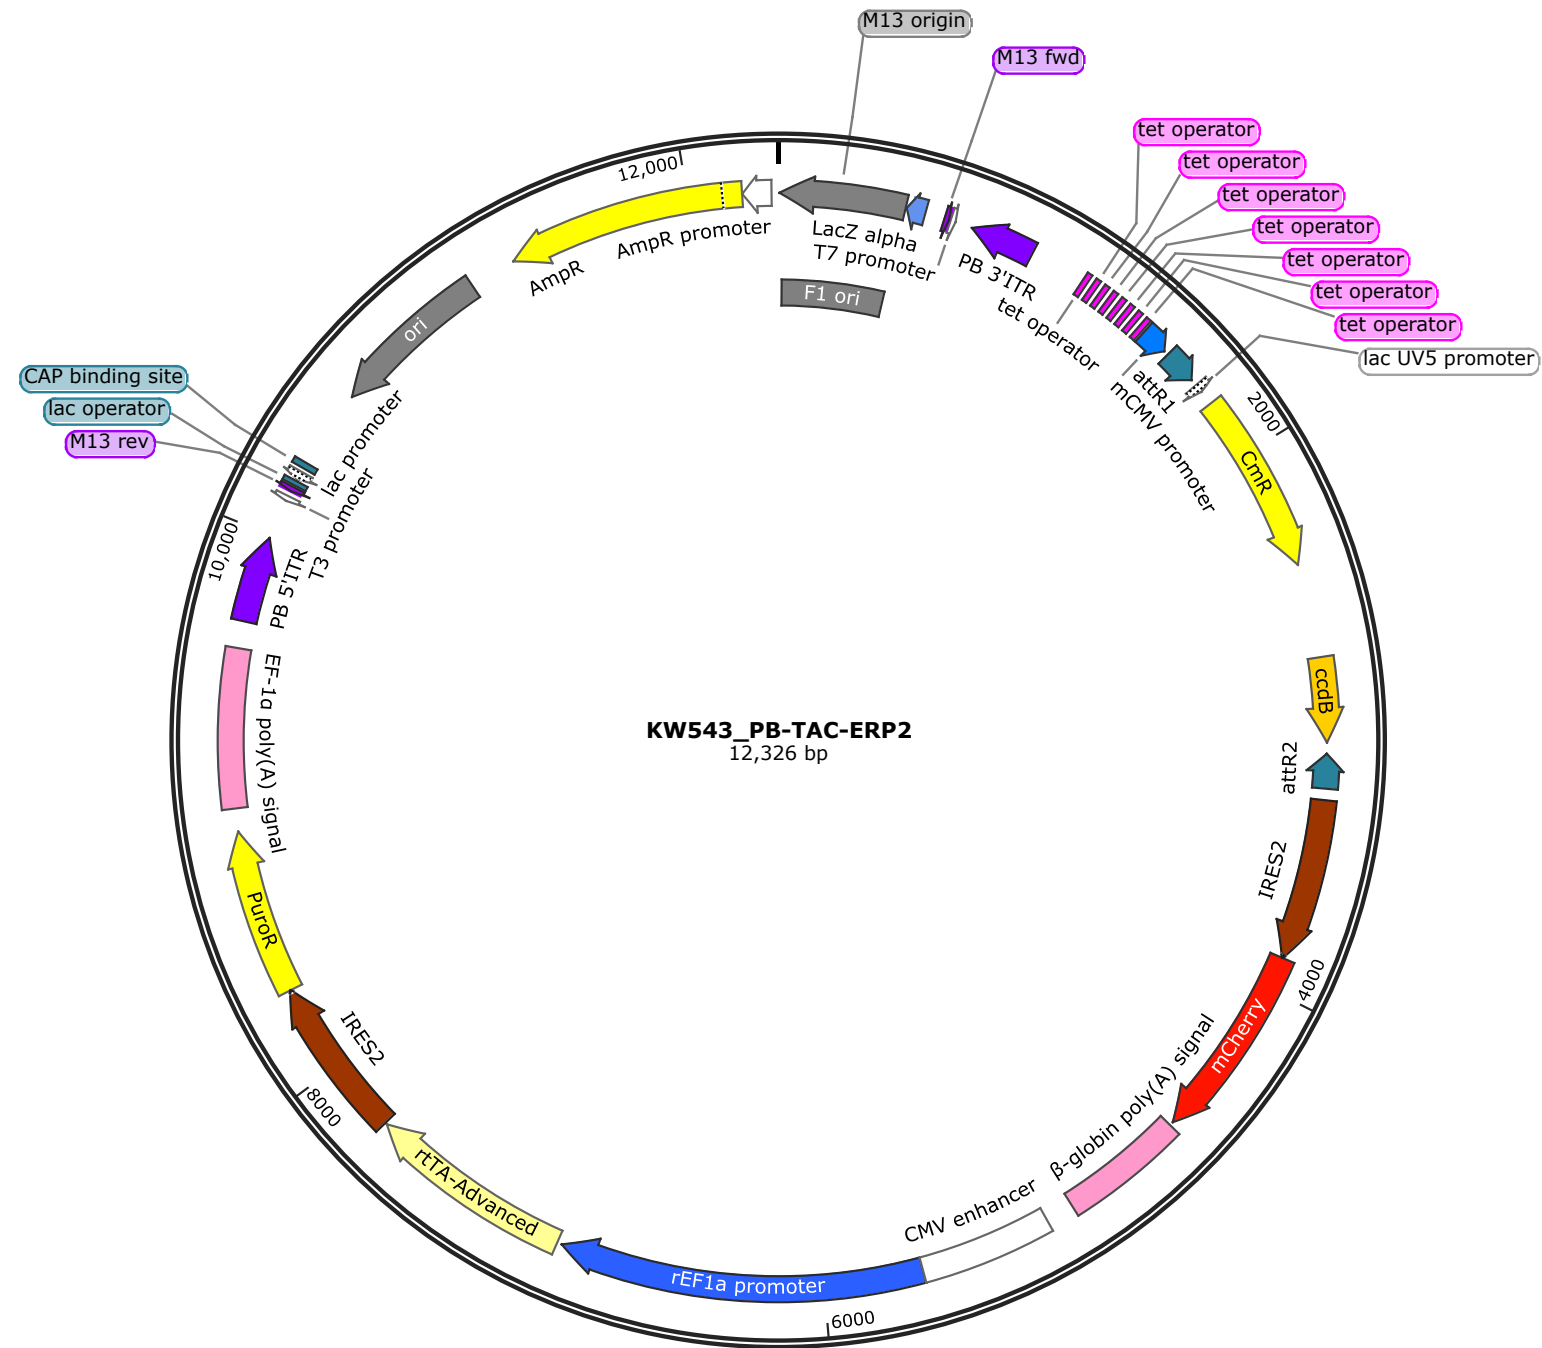 M13 origin
M13 fwd
tet operator
tet operator
tet operator
tet operator
tet operator
tet operator
tet operator
lac UV5 promoter
12,000
AmpR promoter
AmpR
LacZ alpha
T7 promoter
F1 ori
PB 3'ITR
tet operator
mCMV promoter
attR1
2000
CmR
ori
CAP binding site
lac operator
M13 rev
lac promoter
T3 promoter
10,000
PB 5'ITR
EF-1α poly(A) signal
ccdB
attR2
KW543_PB-TAC-ERP2
12,326 bp
IRES2
4000
mCherry
β-globin poly(A) signal
PuroR
IRES2
8000
rtTA-Advanced
CMV enhancer
rEF1a promoter
6000